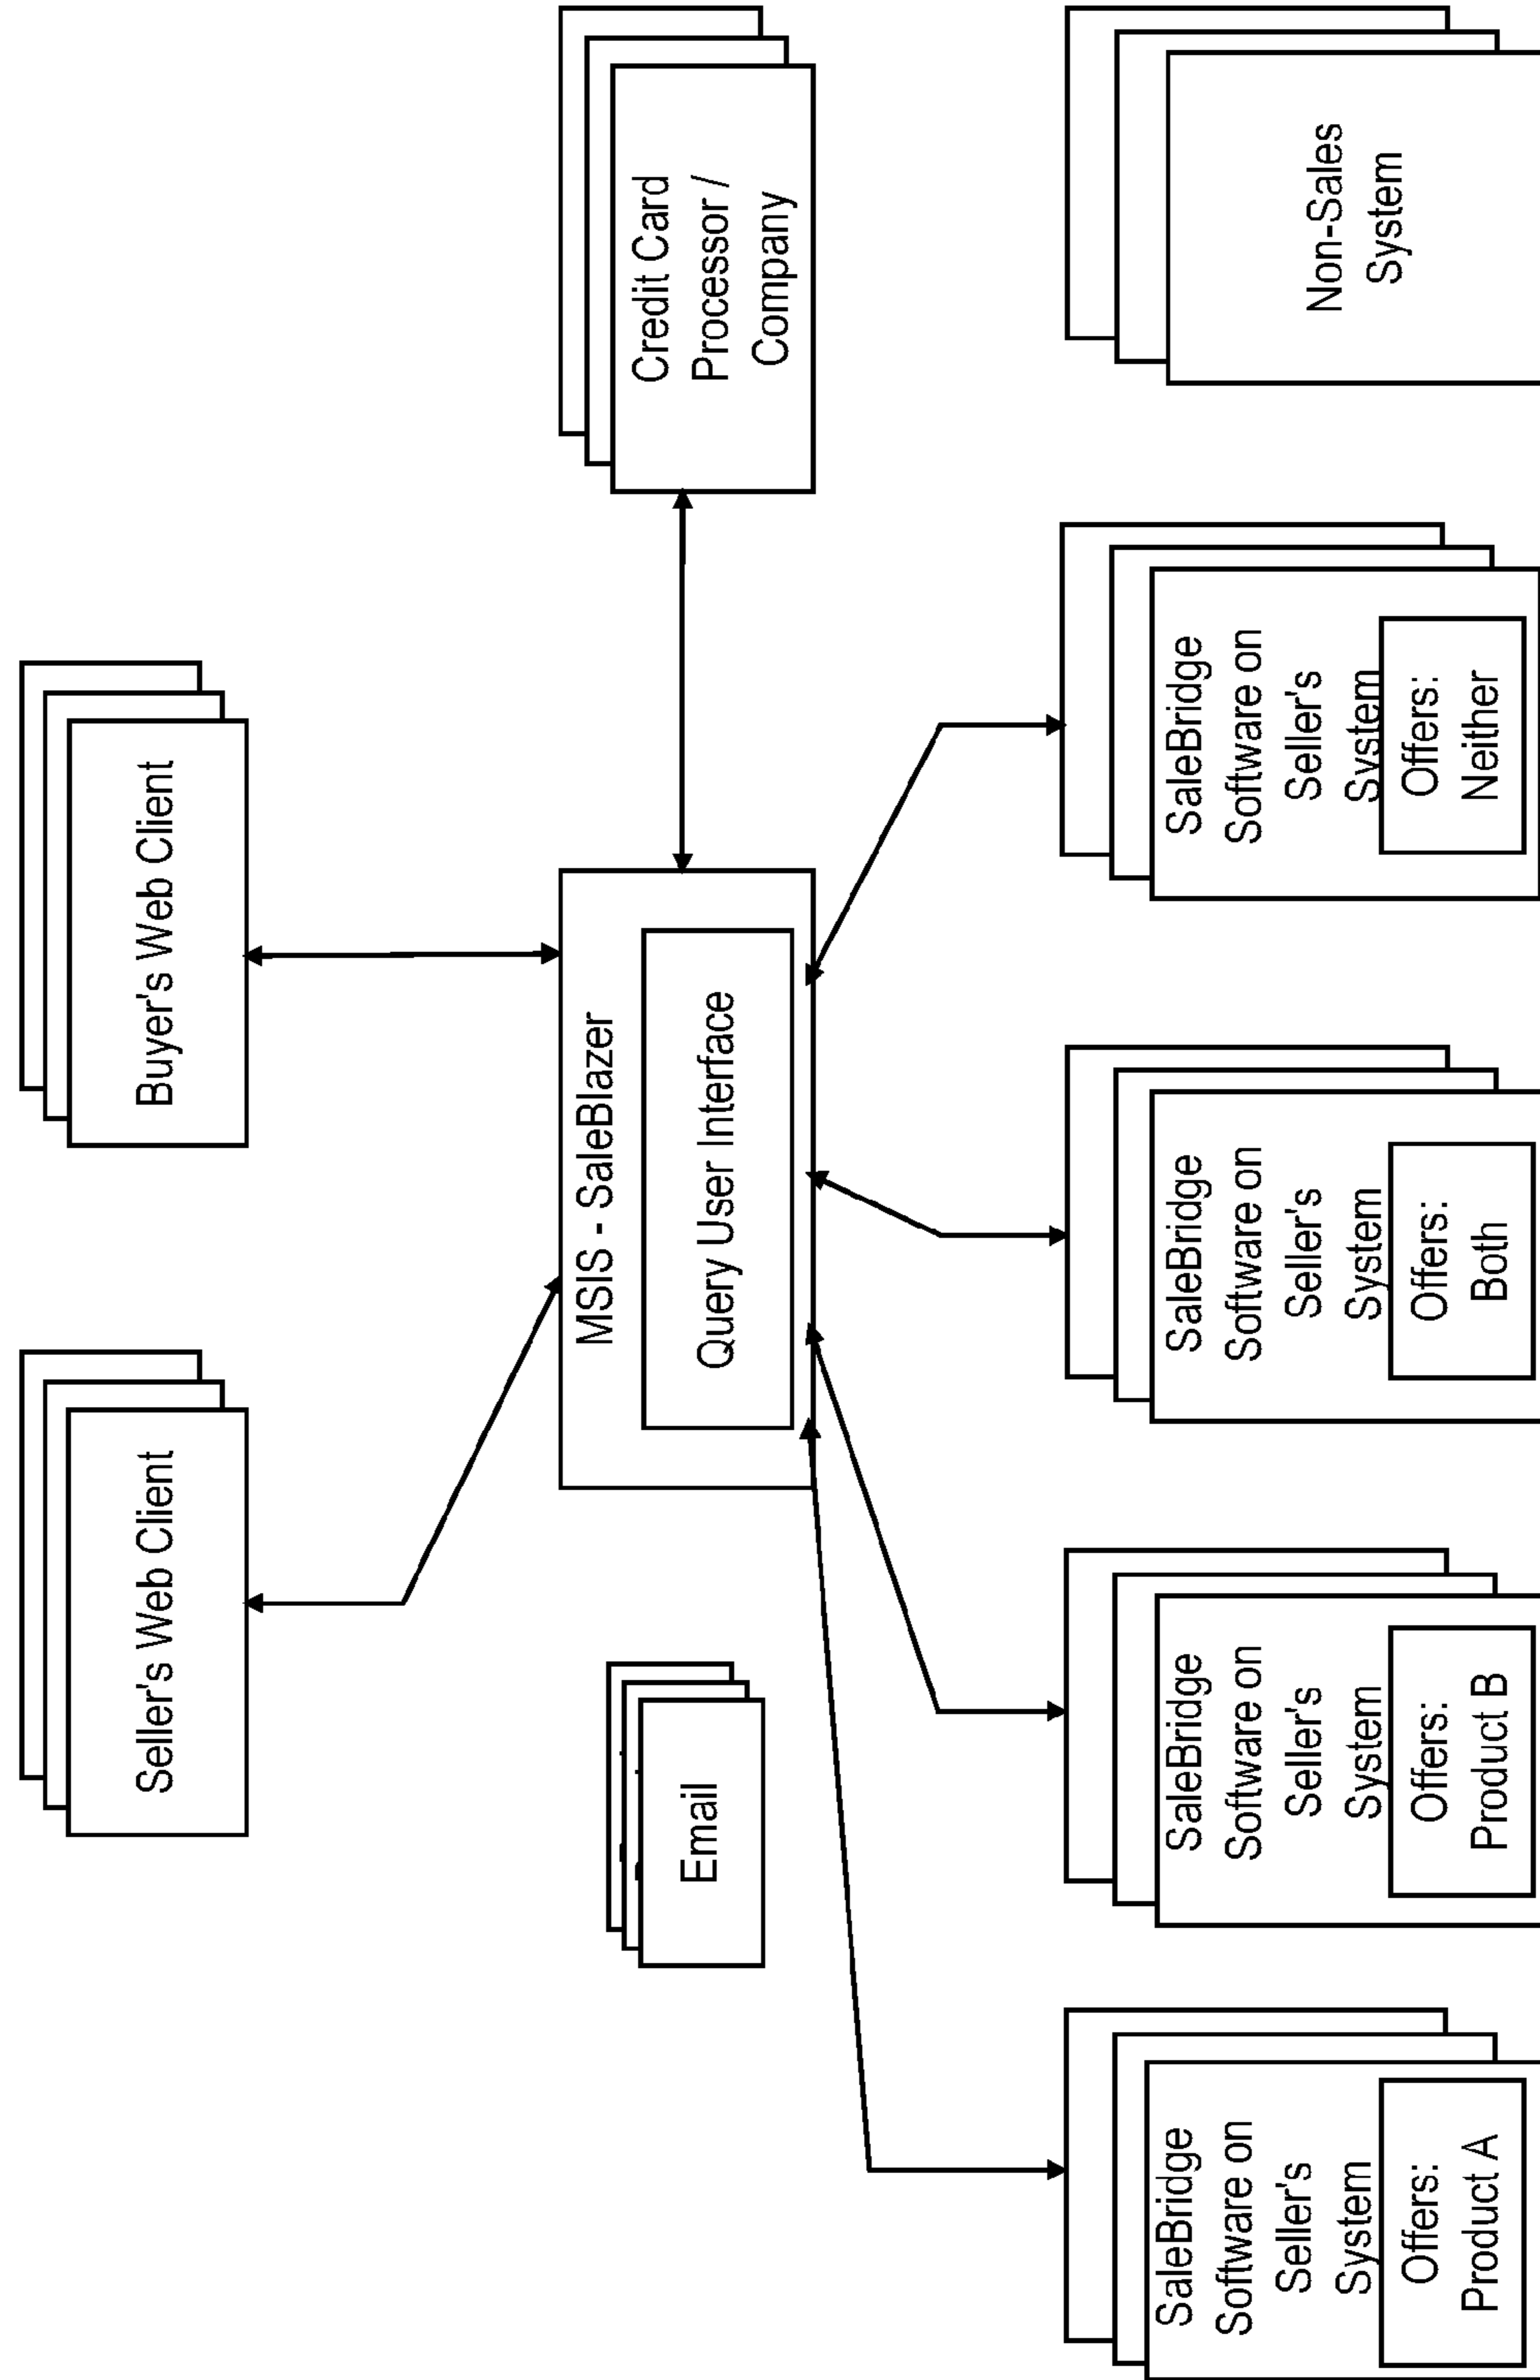 Seller's Web Client
Buyer's Web Client
Email
MSIS - SaleBlazer
Query User Interface
Credit Card
Processor /
Company
SaleBridge
Software on
Seller's
System
Offers:
Product A
SaleBridge
Software on
Seller's
System
Offers:
Product B
SaleBridge
Software on
Seller's
System
Offers:
Both
SaleBridge
Software on
Seller's
System
Offers:
Neither
Non-Sales
System